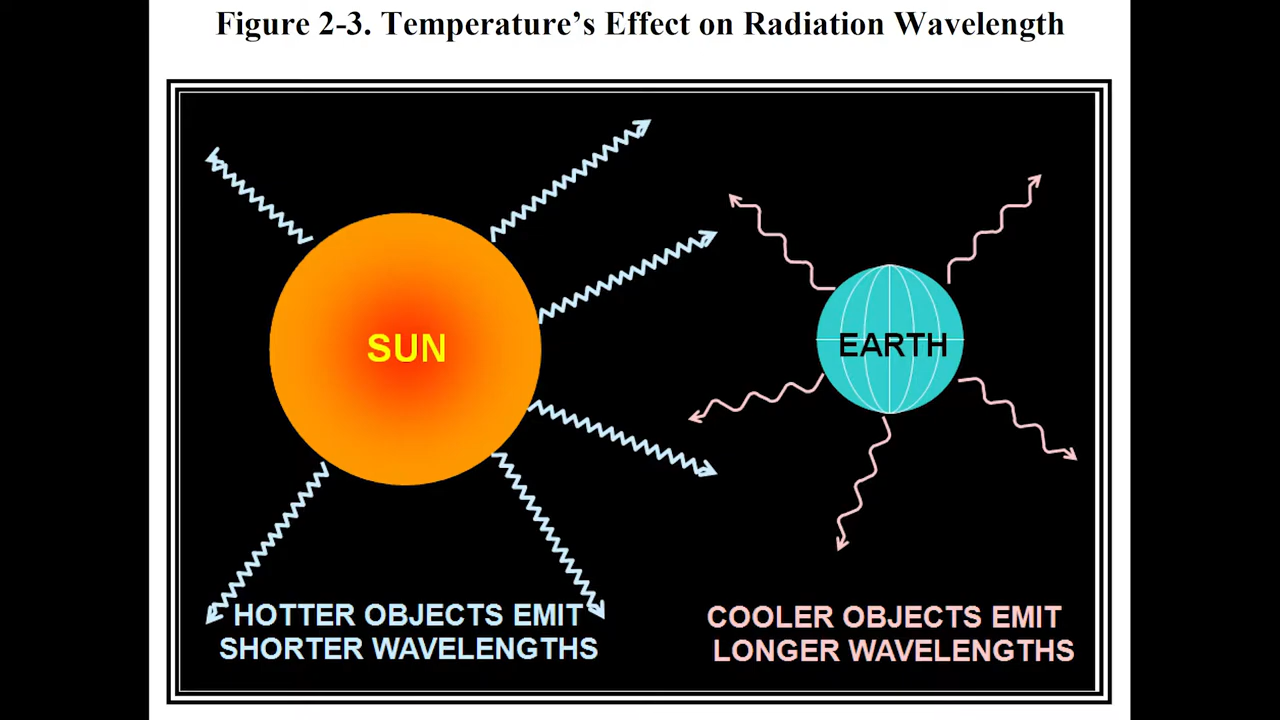 Figure 2-3. Temperature’s Effect on Radiation Wavelength
SUN
EARTH
HOTTER OBJECTS EMIT
SHORTER WAVELENGTHS
COOLER OBJECTS EMIT
LONGER WAVELENGTHS